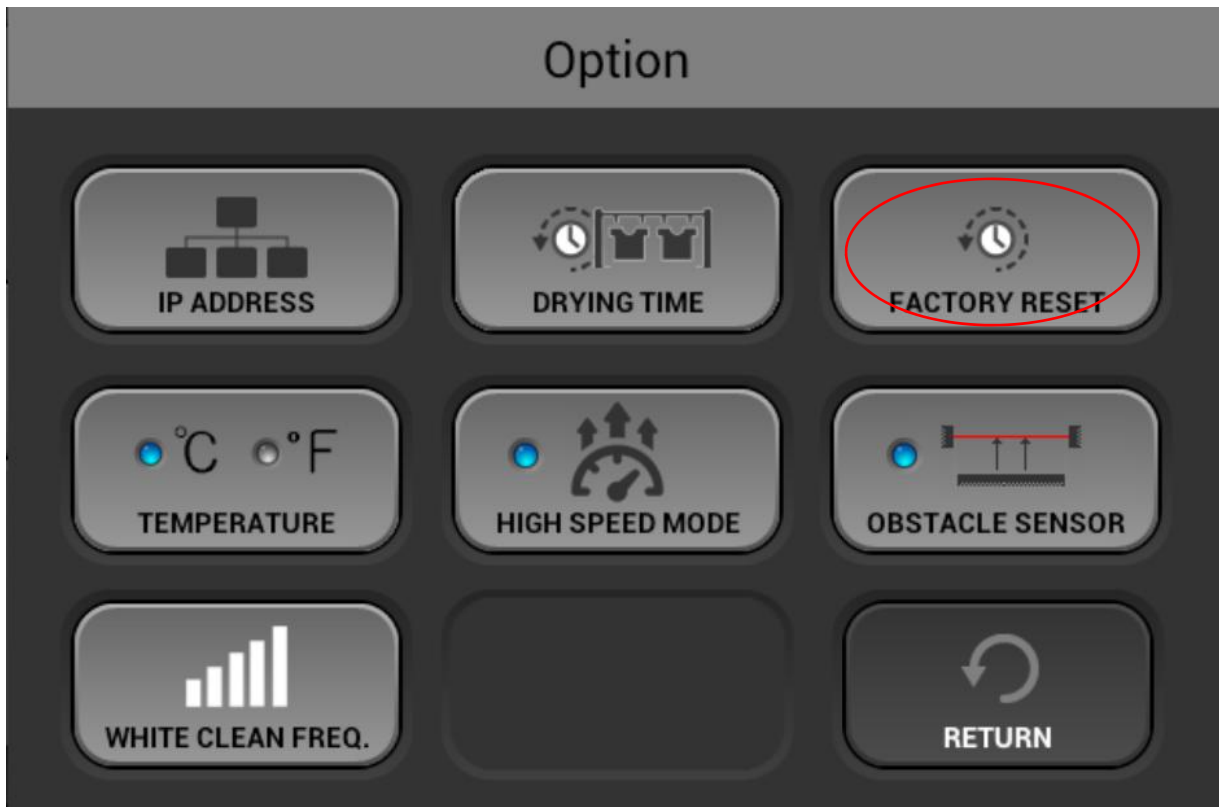 Option
IP ADDRESS
DRYING TIME
FACTORY RESET
°C °F
TEMPERATURE
HIGH SPEED MODE
OBSTACLE SENSOR
WHITE CLEAN FREQ.
RETURN